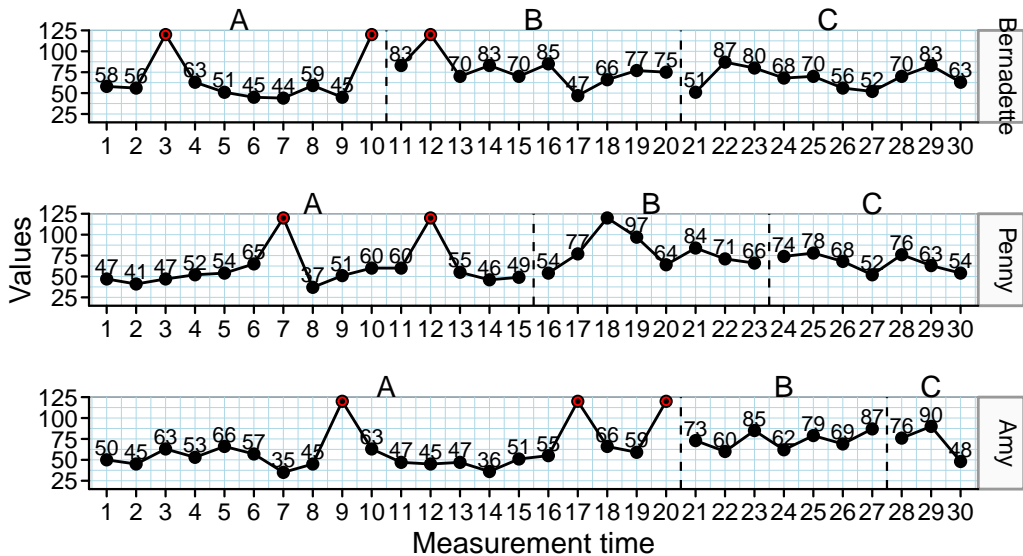 A B C
125
100
75
50
25
58 56 63 51 45 44 59 45 83 70 83 70 85 47 66 77 75 51 87 80 68 70 56 52 70 83 63
Bernadette
1 2 3 4 5 6 7 8 9 10 11 12 13 14 15 16 17 18 19 20 21 22 23 24 25 26 27 28 29 30
A B C
125
100
75
50
25
47 41 47 52 54 65 37 51 60 60 55 46 49 54 77 97 64 84 71 66 74 78 68 52 76 63 54
Penny
1 2 3 4 5 6 7 8 9 10 11 12 13 14 15 16 17 18 19 20 21 22 23 24 25 26 27 28 29 30
Values
A B C
125
100
75
50
25
50 45 63 53 66 57 35 45 63 47 45 47 36 51 55 66 59 73 60 85 62 79 69 87 76 90 48
Amy
1 2 3 4 5 6 7 8 9 10 11 12 13 14 15 16 17 18 19 20 21 22 23 24 25 26 27 28 29 30
Measurement time